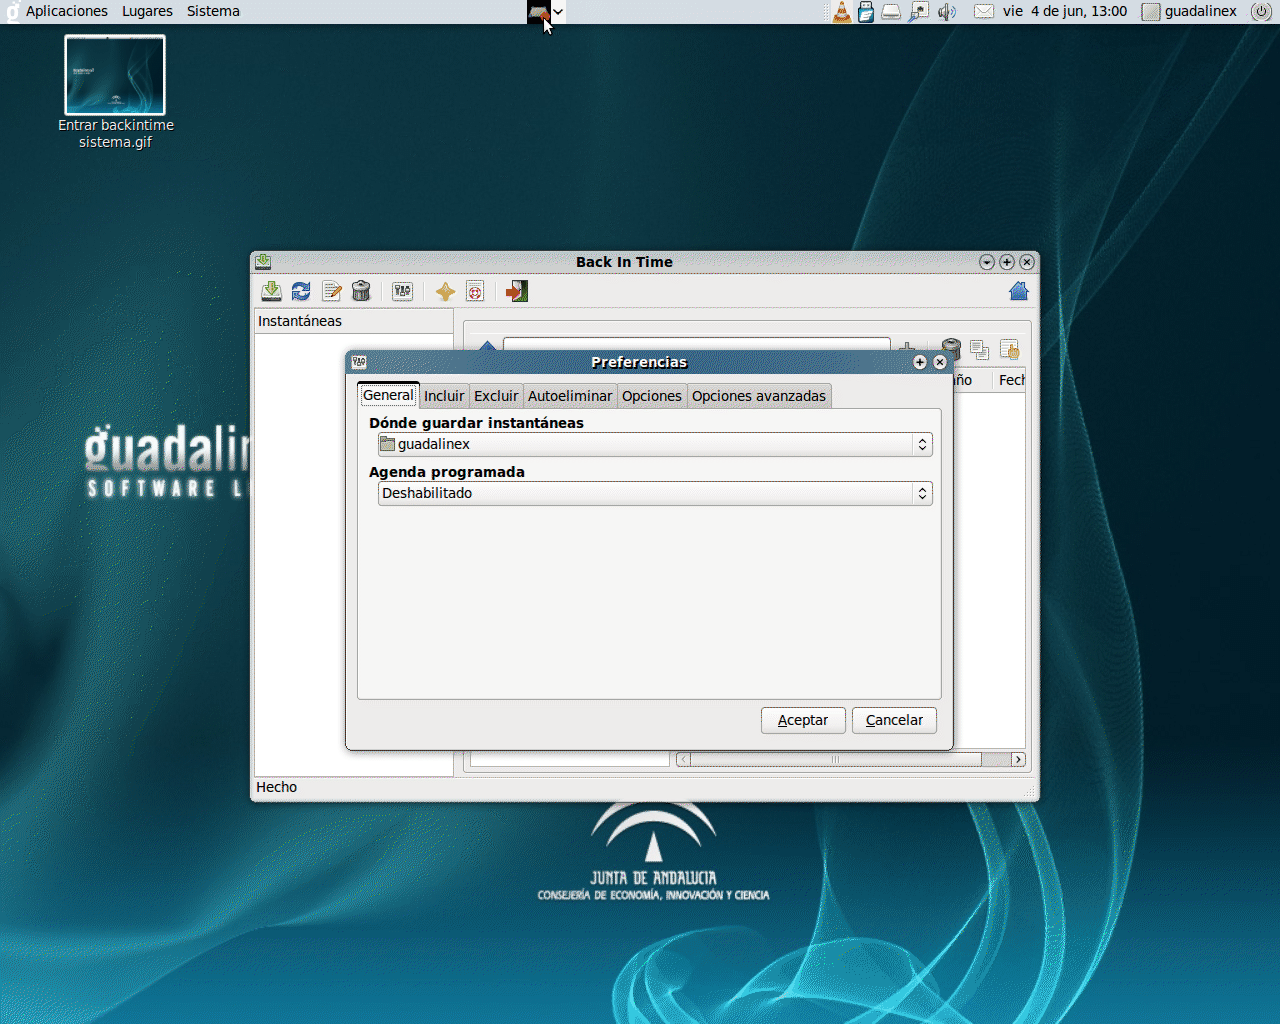 Aplicaciones Lugares Sistema
vie 4 de jun, 13:00 guadalinex
Entrar backintime
sistema.gif
Back In Time
Instantáneas
ño Fech
Preferencias
General Incluir Excluir Autoeliminar Opciones Opciones avanzadas
Dónde guardar instantáneas
guadalinex
Agenda programada
Deshabilitado
Aceptar Cancelar
Hecho
guadalin
SOFTWARE L
JUNTA DE ANDALUCIA
CONSEJERÍA DE ECONOMÍA, INNOVACIÓN Y CIENCIA